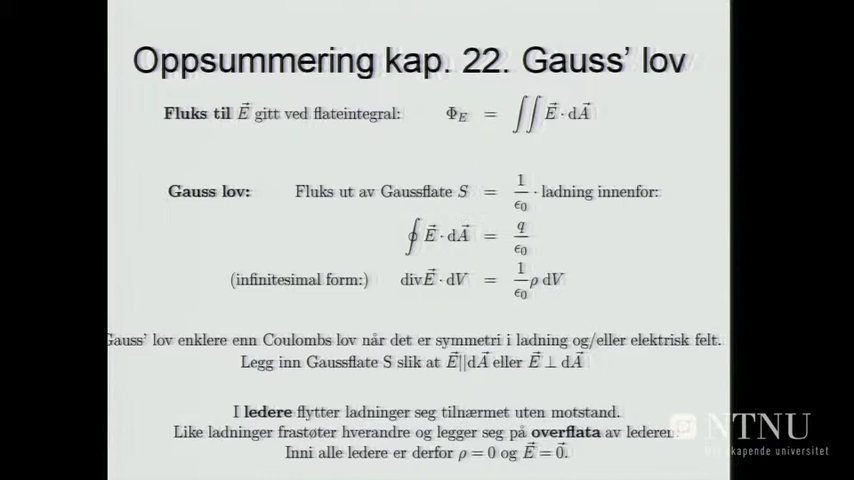 Oppsummering kap. 22. Gauss' lov
Fluks til E⃗ gitt ved flateintegral: Φ_E = ∬ E⃗ · dA⃗
Gauss lov: Fluks ut av Gaussflate S = 1/ϵ₀ · ladning innenfor:
∮ E⃗ · dA⃗ = q/ϵ₀
(infinitesimal form:) divE⃗ · dV = 1/ϵ₀ ρ dV
Gauss' lov enklere enn Coulombs lov når det er symmetri i ladning og/eller elektrisk felt.
Legg inn Gaussflate S slik at E⃗||dA⃗ eller E⃗ ⊥ dA⃗
I ledere flytter ladninger seg tilnærmet uten motstand.
Like ladninger frastøter hverandre og legger seg på overflata av lederen.
Inni alle ledere er derfor ρ = 0 og E⃗ = 0⃗.
NTNU
skapende universitet